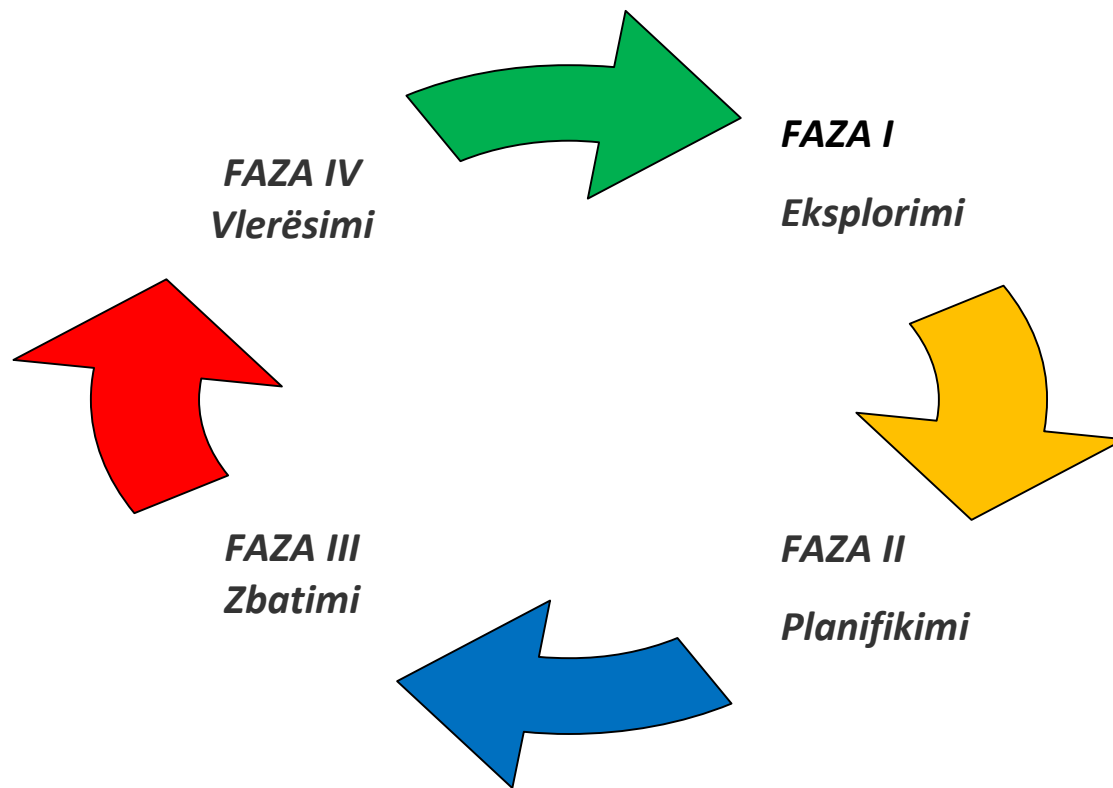 FAZA I
Eksplorimi
FAZA II
Planifikimi
FAZA III
Zbatimi
FAZA IV
Vlerësimi